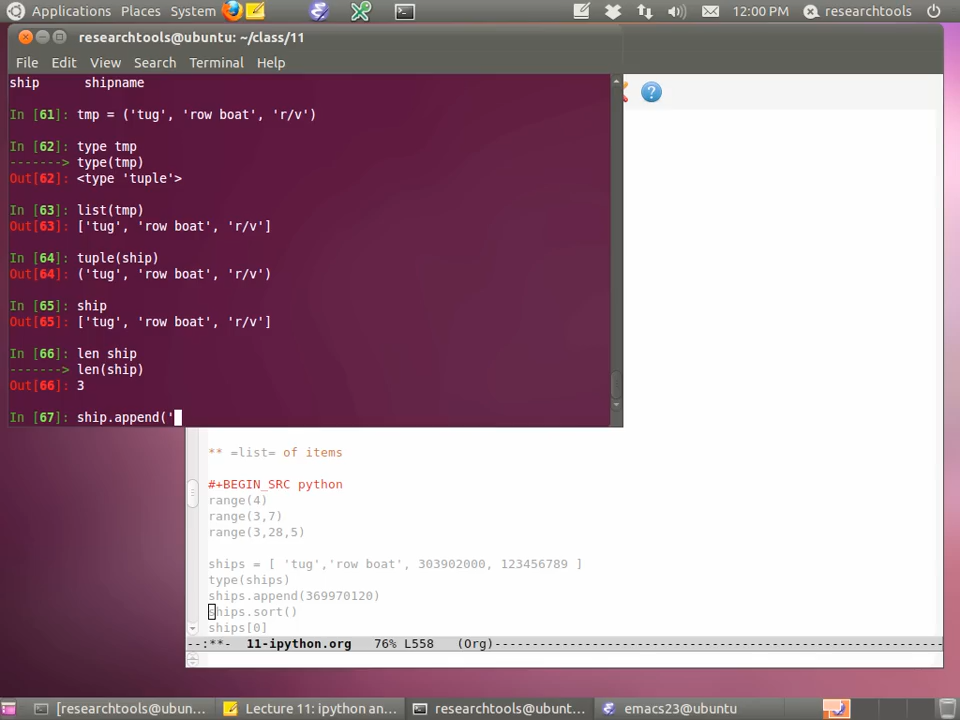 Applications Places System 12:00 PM researchtools
researchtools@ubuntu: ~/class/11
File Edit View Search Terminal Help
ship shipname
In [61]: tmp = ('tug', 'row boat', 'r/v')
In [62]: type tmp
-------> type(tmp)
Out[62]: <type 'tuple'>
In [63]: list(tmp)
Out[63]: ['tug', 'row boat', 'r/v']
In [64]: tuple(ship)
Out[64]: ('tug', 'row boat', 'r/v')
In [65]: ship
Out[65]: ['tug', 'row boat', 'r/v']
In [66]: len ship
-------> len(ship)
Out[66]: 3
In [67]: ship.append('
** =list= of items
#+BEGIN_SRC python
range(4)
range(3,7)
range(3,28,5)
ships = [ 'tug','row boat', 303902000, 123456789 ]
type(ships)
ships.append(369970120)
ships.sort()
ships[0]
--:**- 11-ipython.org 76% L558 (Org)--------------------------------------------------
[researchtools@ubun... Lecture 11: ipython an... researchtools@ubunt... emacs23@ubuntu